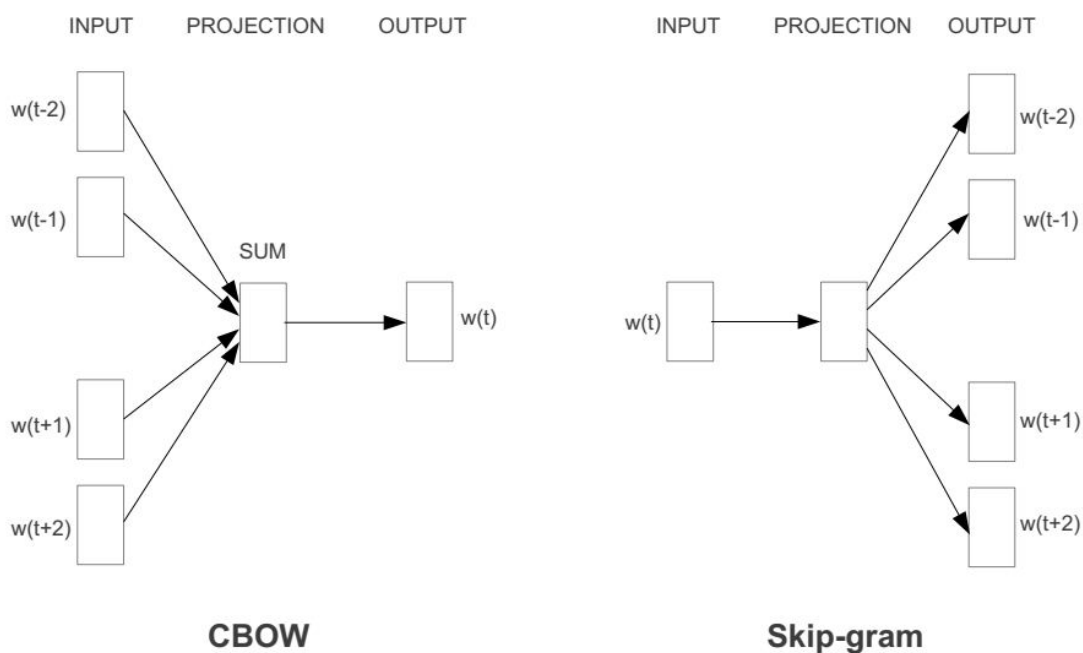 INPUT PROJECTION OUTPUT
w(t-2)
w(t-1)
SUM
w(t)
w(t+1)
w(t+2)
CBOW
INPUT PROJECTION OUTPUT
w(t-2)
w(t-1)
w(t)
w(t+1)
w(t+2)
Skip-gram